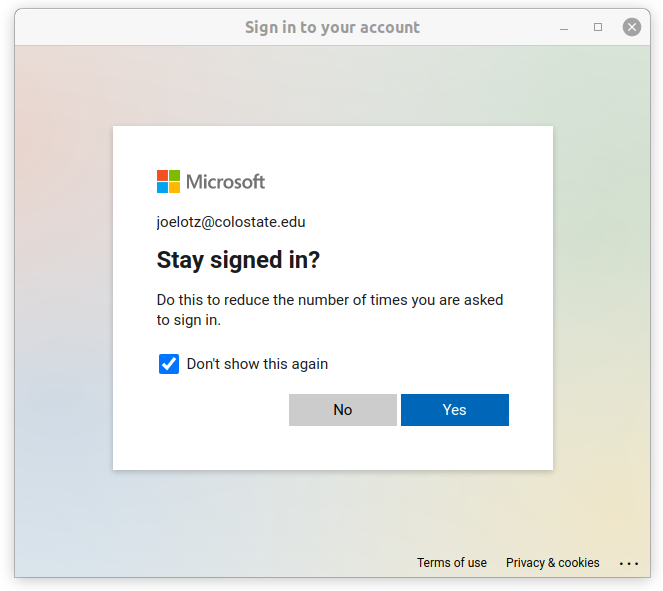 Sign in to your account
Microsoft
joelotz@colostate.edu
Stay signed in?
Do this to reduce the number of times you are asked
to sign in.
Don't show this again
No Yes
Terms of use Privacy & cookies ...